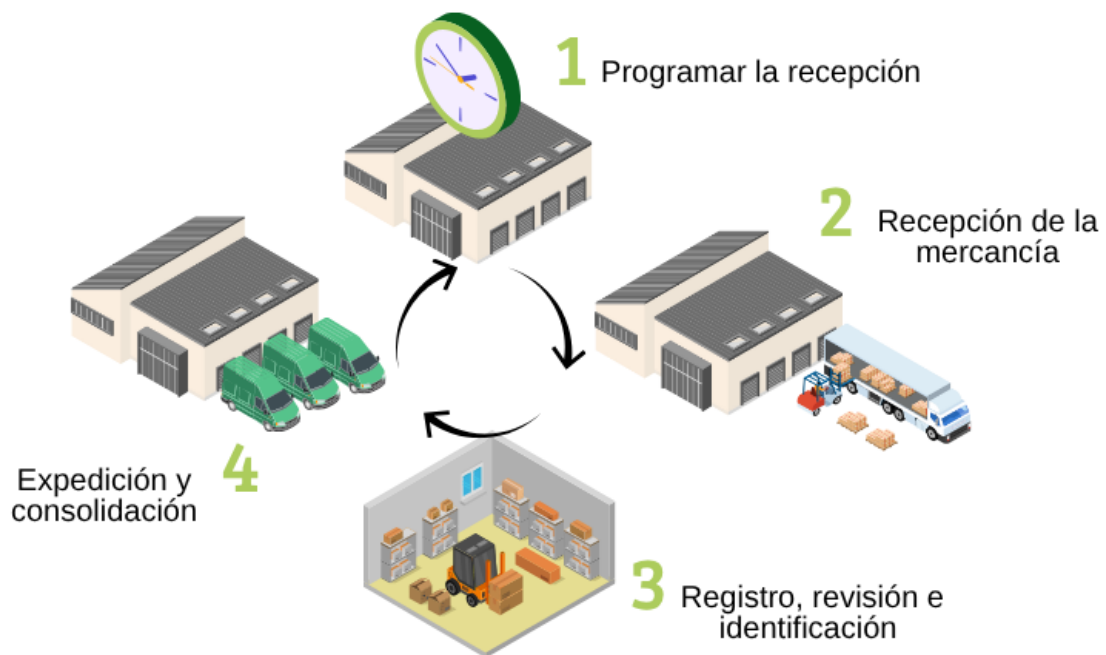 1 Programar la recepción
2 Recepción de la
mercancía
3 Registro, revisión e
identificación
4 Expedición y
consolidación